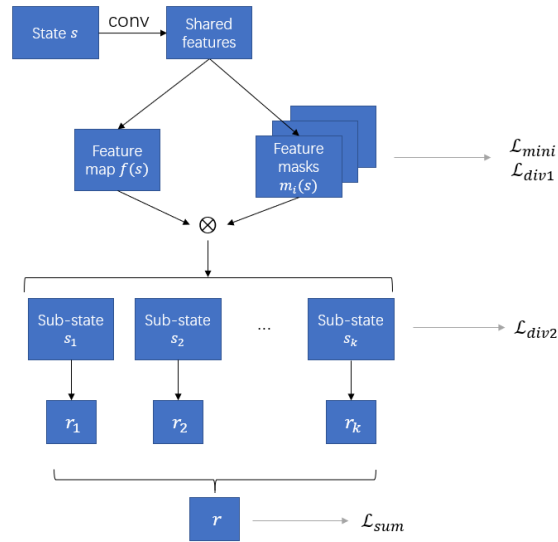 State s
conv
Shared
features
Feature
map f(s)
Feature
masks
m_i(s)
ℒ_mini
ℒ_div1
⊗
Sub-state
s_1
Sub-state
s_2
...
Sub-state
s_k
ℒ_div2
r_1
r_2
r_k
r
ℒ_sum